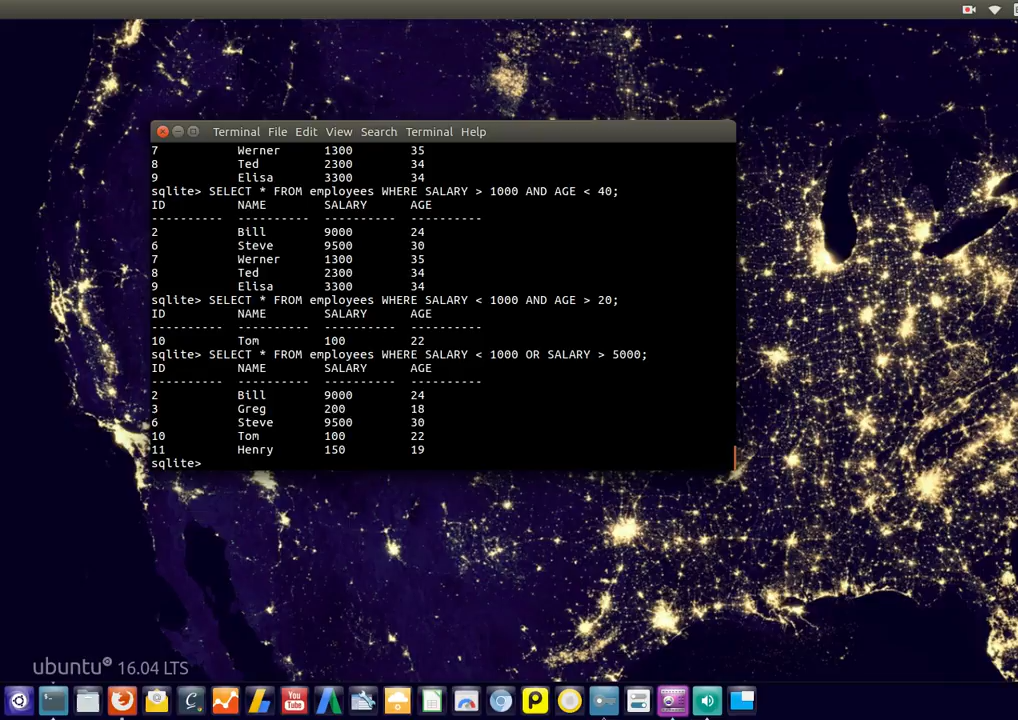 Terminal File Edit View Search Terminal Help
7 Werner 1300 35
8 Ted 2300 34
9 Elisa 3300 34
sqlite> SELECT * FROM employees WHERE SALARY > 1000 AND AGE < 40;
ID NAME SALARY AGE
---------- ---------- ---------- ----------
2 Bill 9000 24
6 Steve 9500 30
7 Werner 1300 35
8 Ted 2300 34
9 Elisa 3300 34
sqlite> SELECT * FROM employees WHERE SALARY < 1000 AND AGE > 20;
ID NAME SALARY AGE
---------- ---------- ---------- ----------
10 Tom 100 22
sqlite> SELECT * FROM employees WHERE SALARY < 1000 OR SALARY > 5000;
ID NAME SALARY AGE
---------- ---------- ---------- ----------
2 Bill 9000 24
3 Greg 200 18
6 Steve 9500 30
10 Tom 100 22
11 Henry 150 19
sqlite>
ubuntu® 16.04 LTS
You Tube